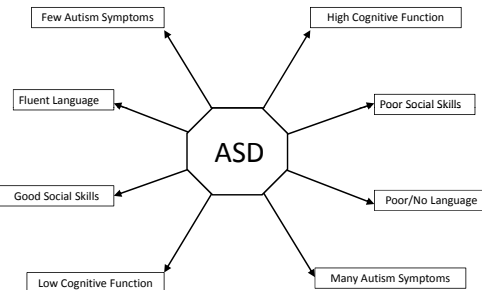 Few Autism Symptoms
High Cognitive Function
Fluent Language
Poor Social Skills
ASD
Good Social Skills
Poor/No Language
Low Cognitive Function
Many Autism Symptoms